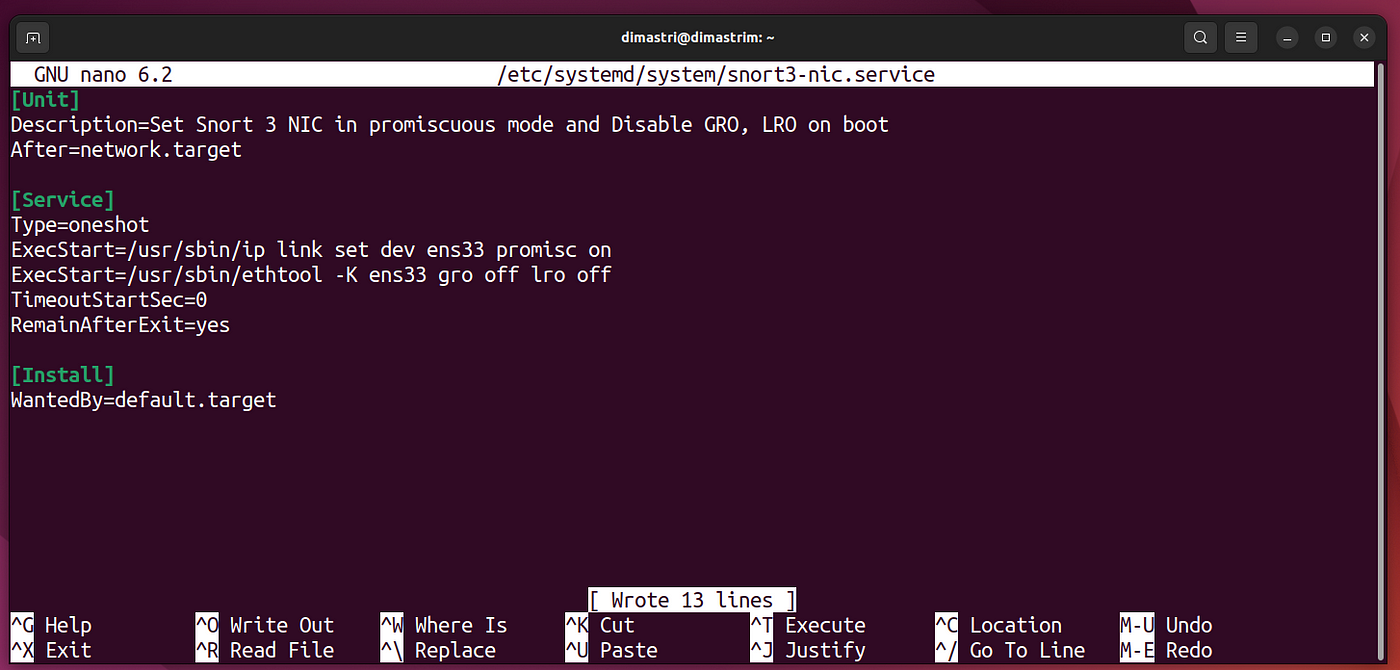 dimastri@dimastrim: ~
GNU nano 6.2 /etc/systemd/system/snort3-nic.service
[Unit]
Description=Set Snort 3 NIC in promiscuous mode and Disable GRO, LRO on boot
After=network.target
[Service]
Type=oneshot
ExecStart=/usr/sbin/ip link set dev ens33 promisc on
ExecStart=/usr/sbin/ethtool -K ens33 gro off lro off
TimeoutStartSec=0
RemainAfterExit=yes
[Install]
WantedBy=default.target
[ Wrote 13 lines ]
^G Help ^O Write Out ^W Where Is ^K Cut ^T Execute ^C Location M-U Undo
^X Exit ^R Read File ^\ Replace ^U Paste ^J Justify ^/ Go To Line M-E Redo